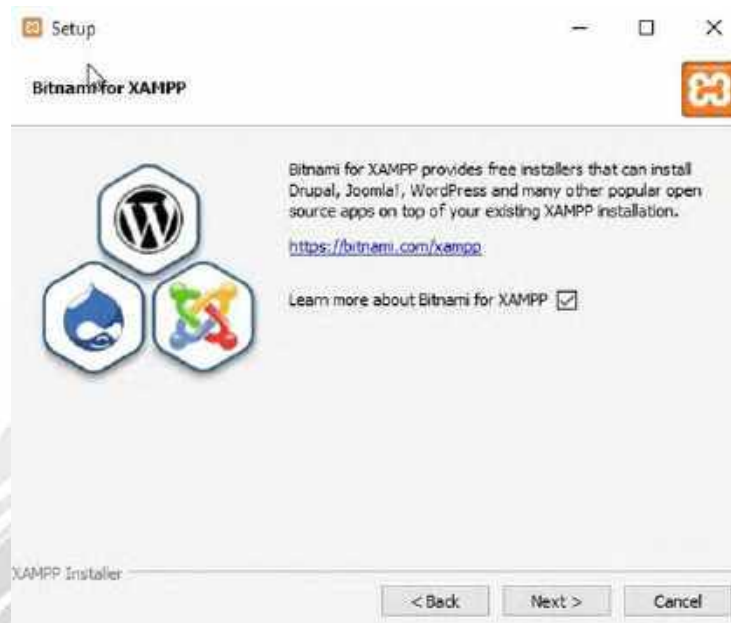 Setup
Bitnami for XAMPP
Bitnami for XAMPP provides free installers that can install
Drupal, Joomla!, WordPress and many other popular open
source apps on top of your existing XAMPP installation.
https://bitnami.com/xampp
Learn more about Bitnami for XAMPP
XAMPP Installer
< Back
Next >
Cancel